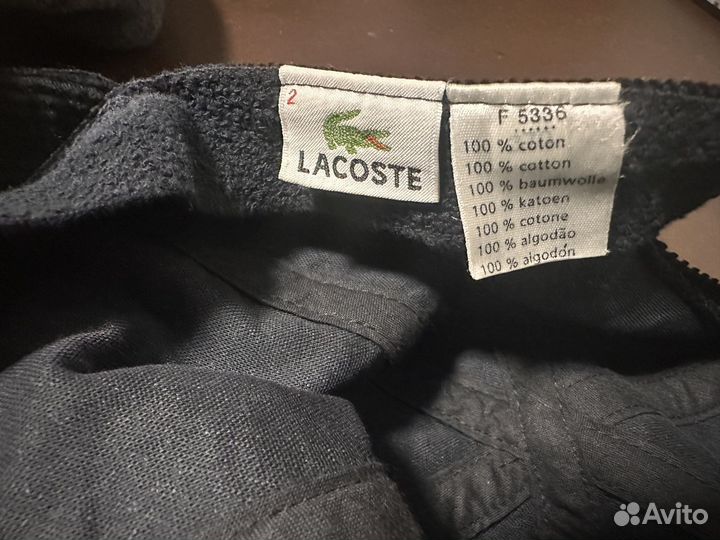 2
LACOSTE
F 5336
100 % coton
100 % cotton
100 % baumwolle
100 % katoen
100 % cotone
100 % algodão
100 % algodón
Avito